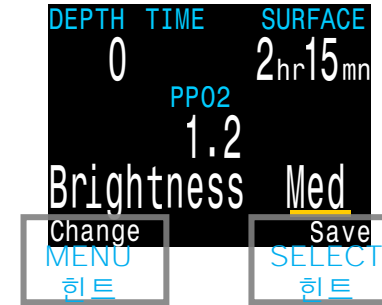 DEPTH TIME SURFACE
0 2hr15mn
PPO2
1.2
Brightness Med
Change Save
MENU SELECT
힌트 힌트